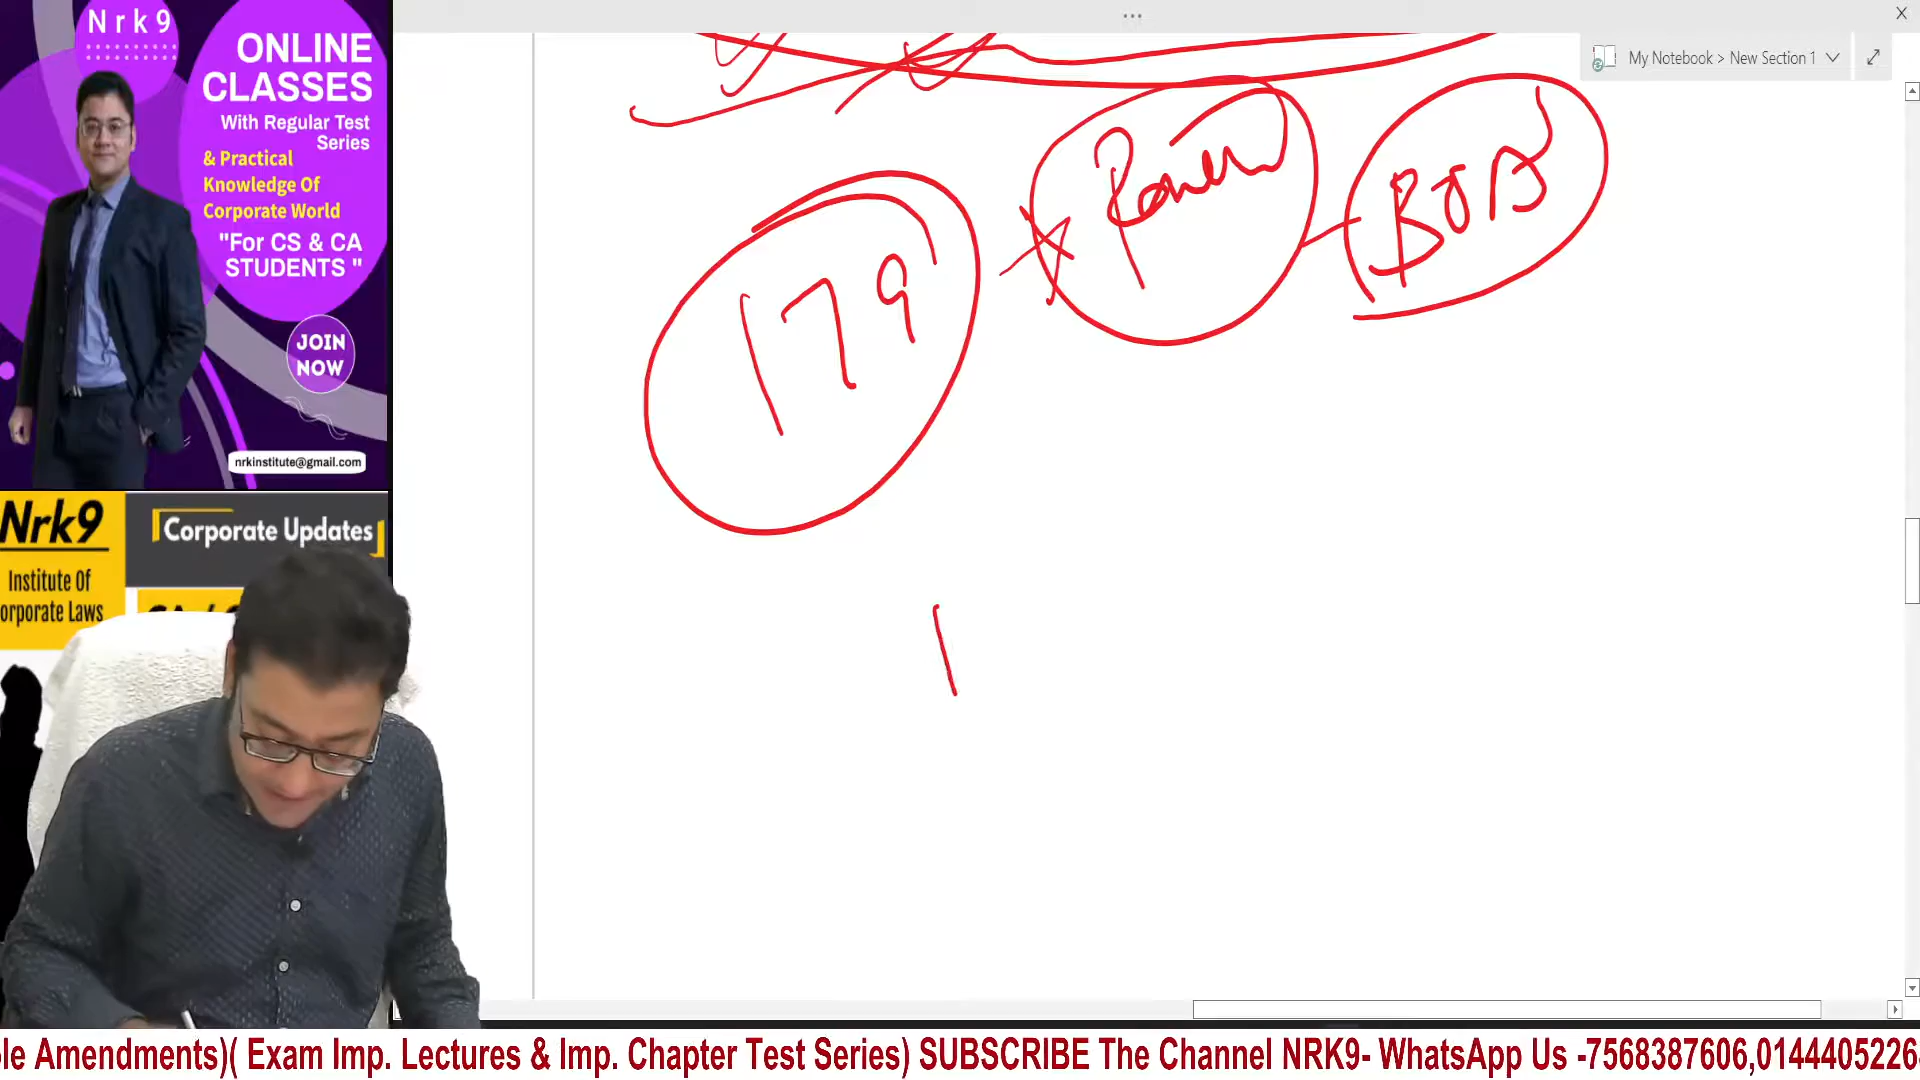 Nrk9
ONLINE
CLASSES
With Regular Test
Series
& Practical
Knowledge Of
Corporate World
"For CS & CA
STUDENTS "
JOIN
NOW
nrkinstitute@gmail.com
Nrk9
Institute Of
orporate Laws
Corporate Updates
My Notebook > New Section 1
179
Power
BOD
le Amendments)( Exam Imp. Lectures & Imp. Chapter Test Series) SUBSCRIBE The Channel NRK9- WhatsApp Us -7568387606,0144405226